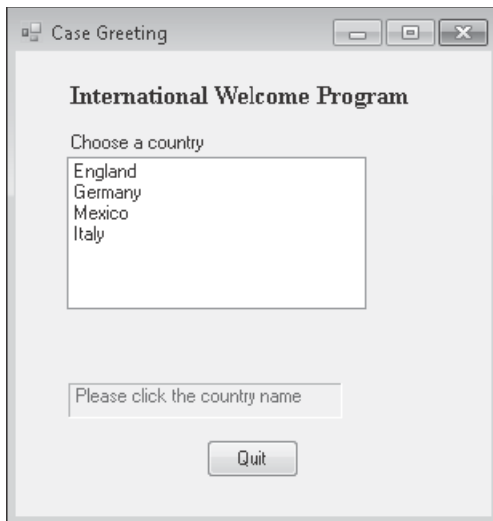 Case Greeting
International Welcome Program
Choose a country
England
Germany
Mexico
Italy
Please click the country name
Quit